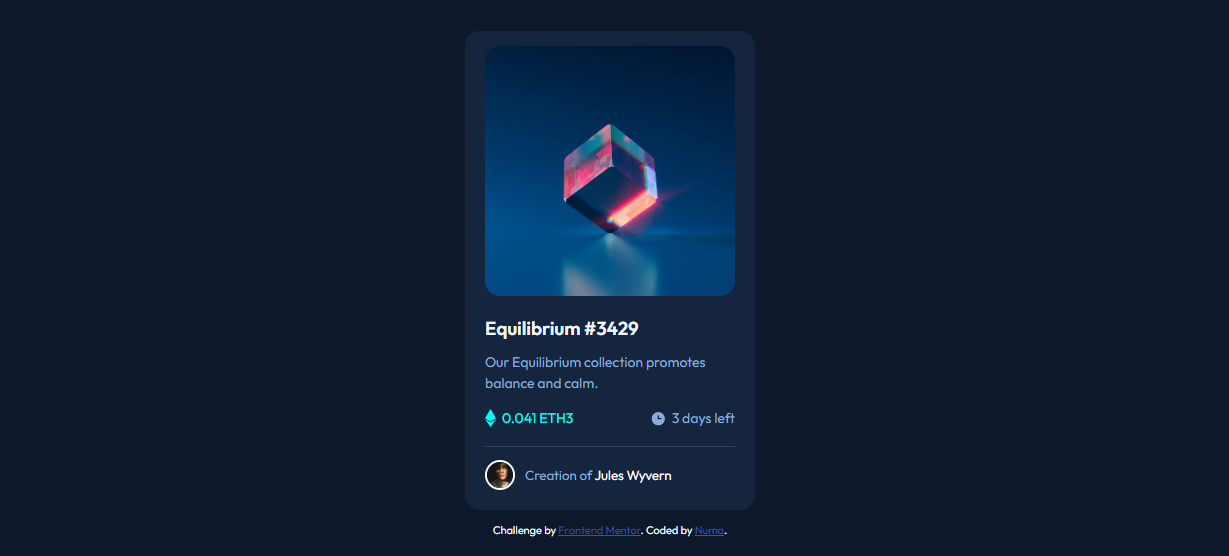 Equilibrium #3429
Our Equilibrium collection promotes
balance and calm.
0.041 ETH3 3 days left
Creation of Jules Wyvern
Challenge by Frontend Mentor. Coded by Numa.